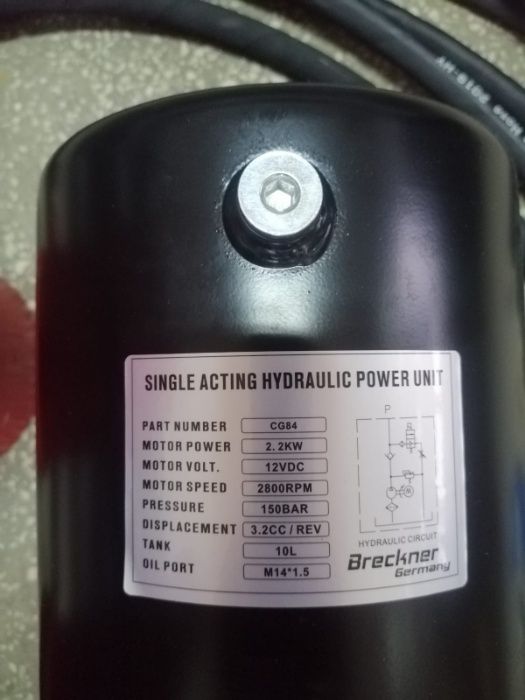 SINGLE ACTING HYDRAULIC POWER UNIT
PART NUMBER CG84
MOTOR POWER 2.2KW
MOTOR VOLT. 12VDC
MOTOR SPEED 2800RPM
PRESSURE 150BAR
DISPLACEMENT 3.2CC / REV
TANK 10L
OIL PORT M14*1.5
P
M
HYDRAULIC CIRCUIT
Breckner
Germany